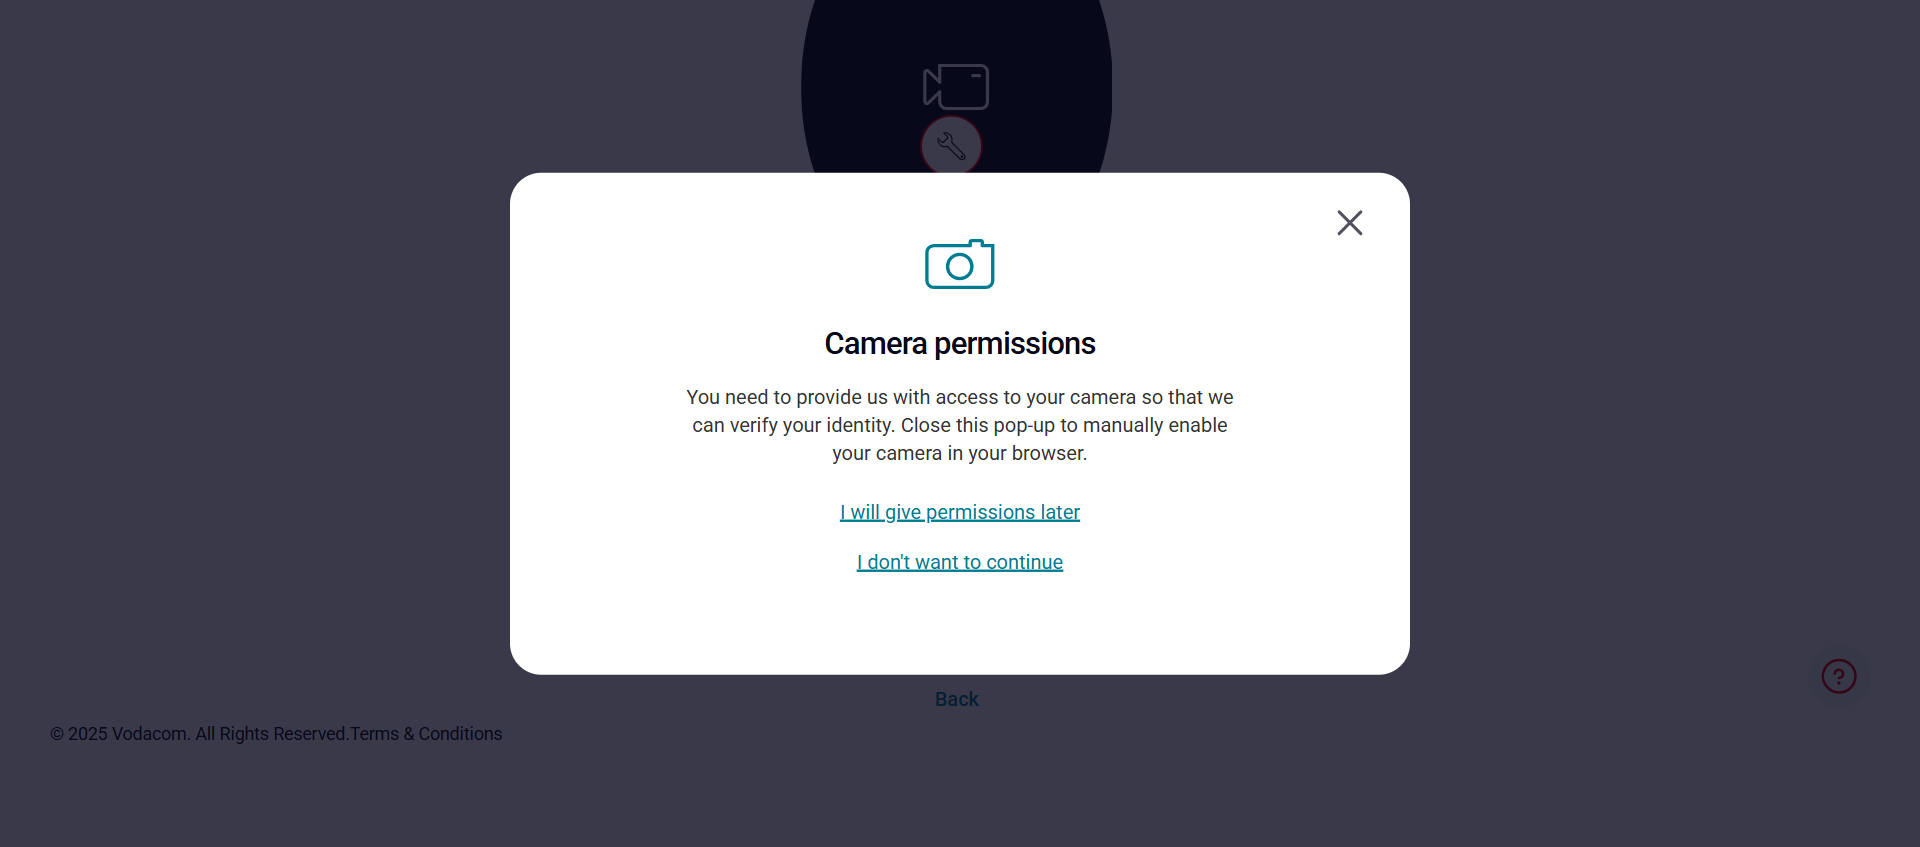 Camera permissions
You need to provide us with access to your camera so that we
can verify your identity. Close this pop-up to manually enable
your camera in your browser.
I will give permissions later
I don't want to continue
Back
© 2025 Vodacom. All Rights Reserved.Terms & Conditions